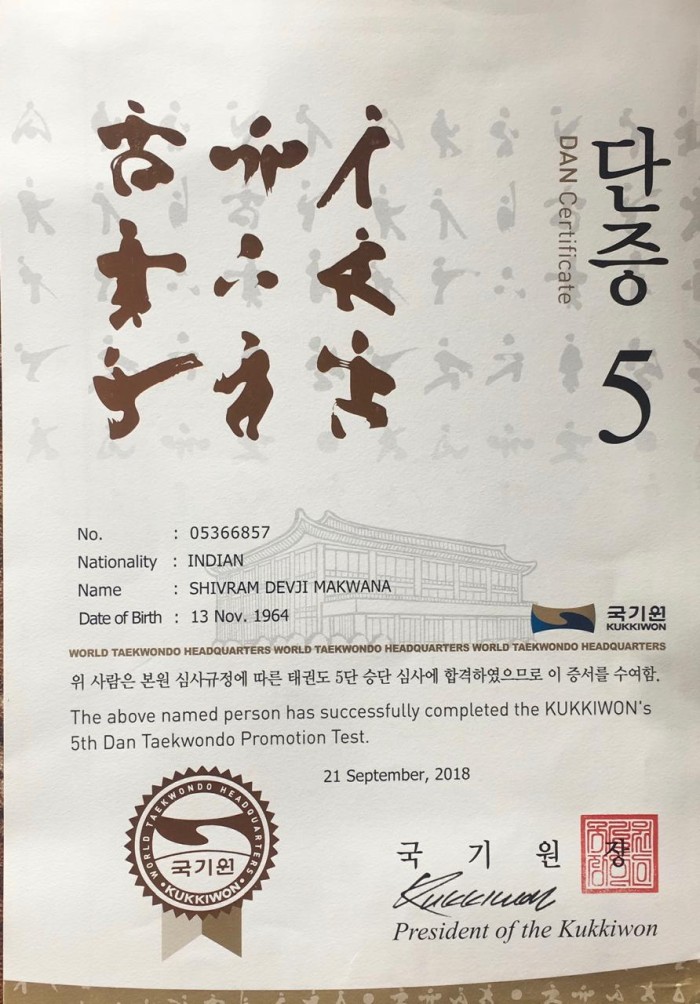 단증 5
DAN Certificate
No. : 05366857
Nationality : INDIAN
Name : SHIVRAM DEVJI MAKWANA
Date of Birth : 13 Nov. 1964
국기원
KUKKIWON
WORLD TAEKWONDO HEADQUARTERS WORLD TAEKWONDO HEADQUARTERS WORLD TAEKWONDO HEADQUARTERS
위 사람은 본원 심사규정에 따른 태권도 5단 승단 심사에 합격하였으므로 이 증서를 수여함.
The above named person has successfully completed the KUKKIWON's
5th Dan Taekwondo Promotion Test.
21 September, 2018
WORLD TAEKWONDO HEADQUARTERS
국기원
• KUKKIWON •
국 기 원 장
Kukkiwon
President of the Kukkiwon